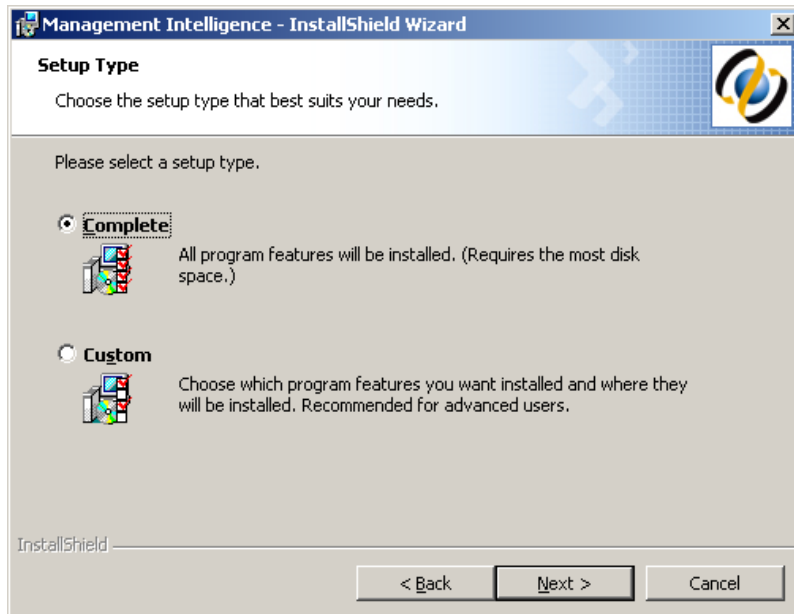 Management Intelligence - InstallShield Wizard
Setup Type
Choose the setup type that best suits your needs.
Please select a setup type.
Complete
All program features will be installed. (Requires the most disk
space.)
Custom
Choose which program features you want installed and where they
will be installed. Recommended for advanced users.
InstallShield
< Back
Next >
Cancel